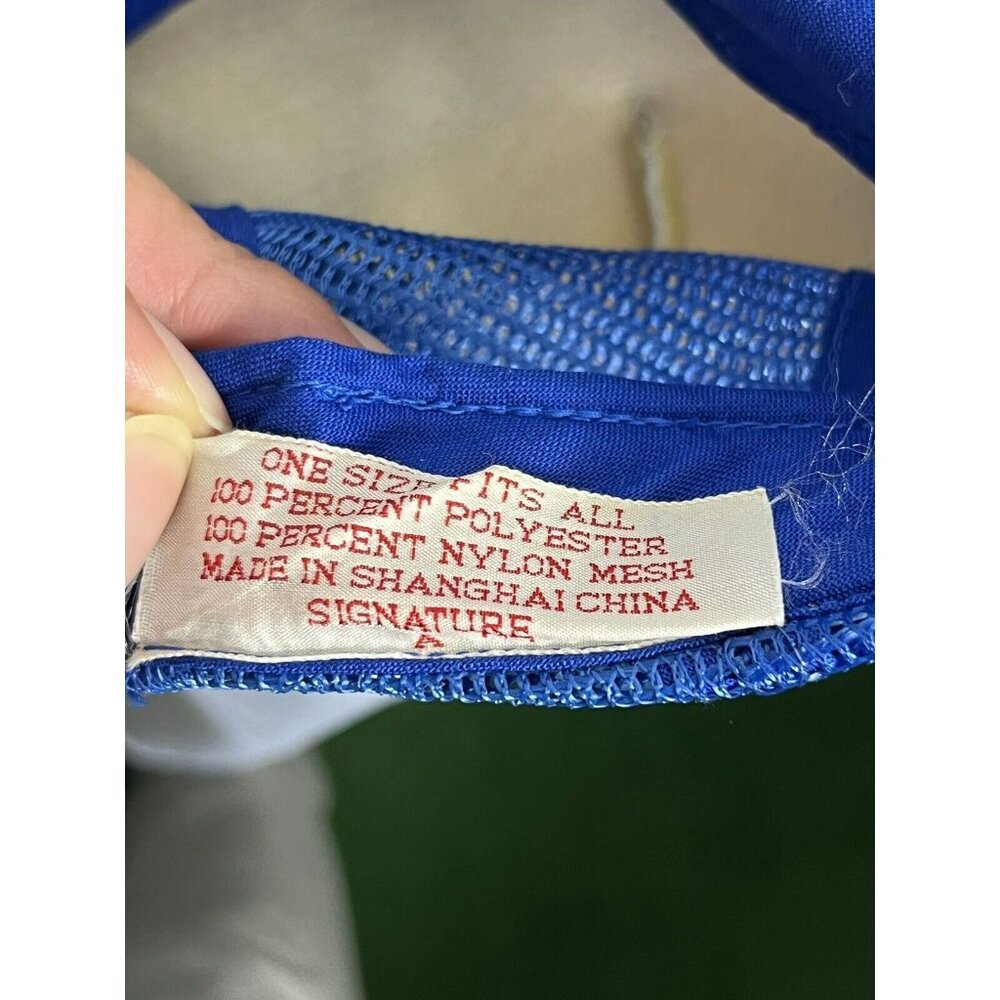 ONE SIZE FITS ALL
100 PERCENT POLYESTER
100 PERCENT NYLON MESH
MADE IN SHANGHAI CHINA
SIGNATURE
A